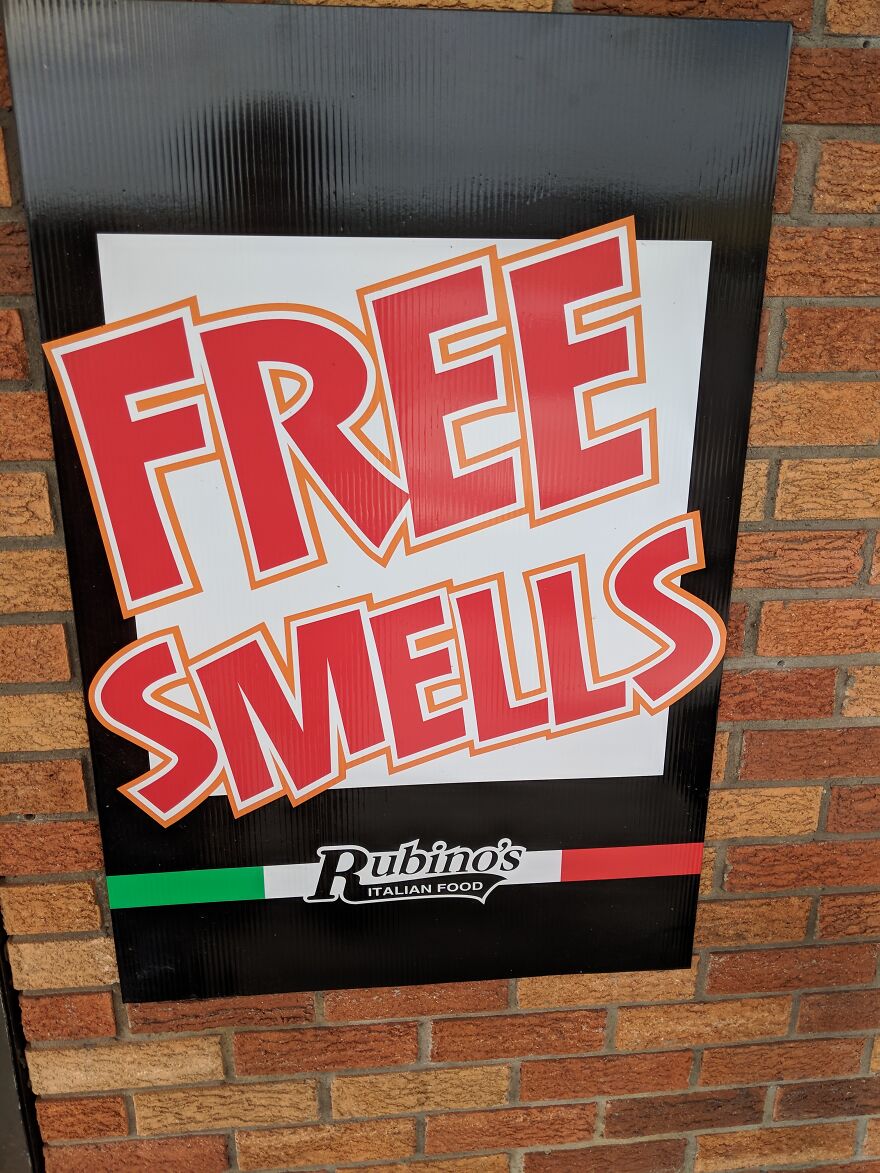 FREE
SMELLS
Rubino's
ITALIAN FOOD